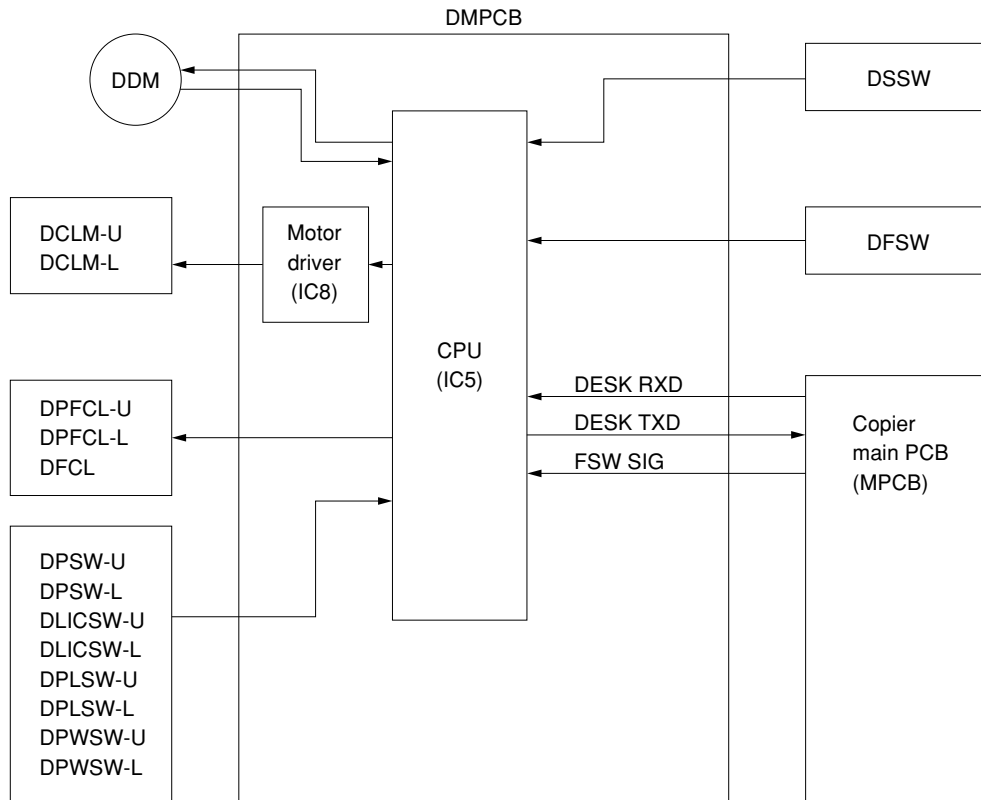 DMPCB
DDM
DSSW
DCLM-U
DCLM-L
Motor
driver
(IC8)
DFSW
CPU
(IC5)
DESK RXD
DESK TXD
FSW SIG
Copier
main PCB
(MPCB)
DPFCL-U
DPFCL-L
DFCL
DPSW-U
DPSW-L
DLICSW-U
DLICSW-L
DPLSW-U
DPLSW-L
DPWSW-U
DPWSW-L